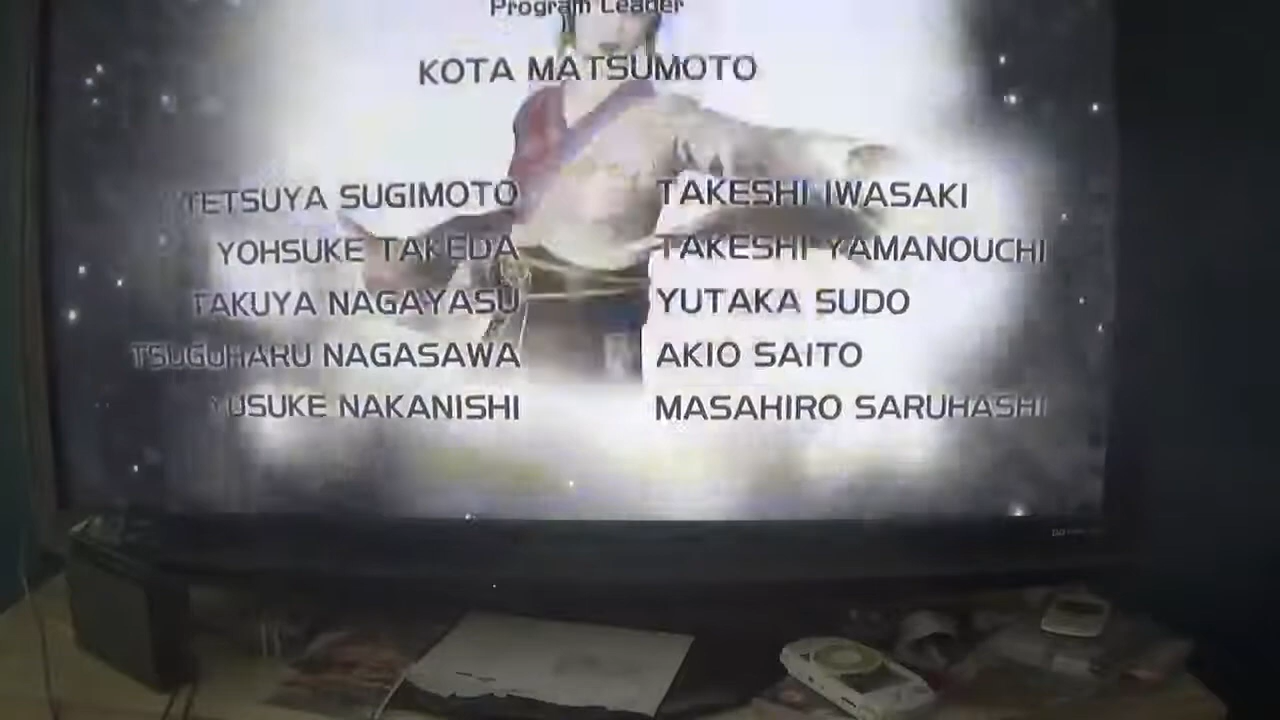 Program Leader
KOTA MATSUMOTO
TETSUYA SUGIMOTO TAKESHI IWASAKI
YOHSUKE TAKEDA TAKESHI YAMANOUCHI
TAKUYA NAGAYASU YUTAKA SUDO
TSUGUHARU NAGASAWA AKIO SAITO
YUSUKE NAKANISHI MASAHIRO SARUHASHI